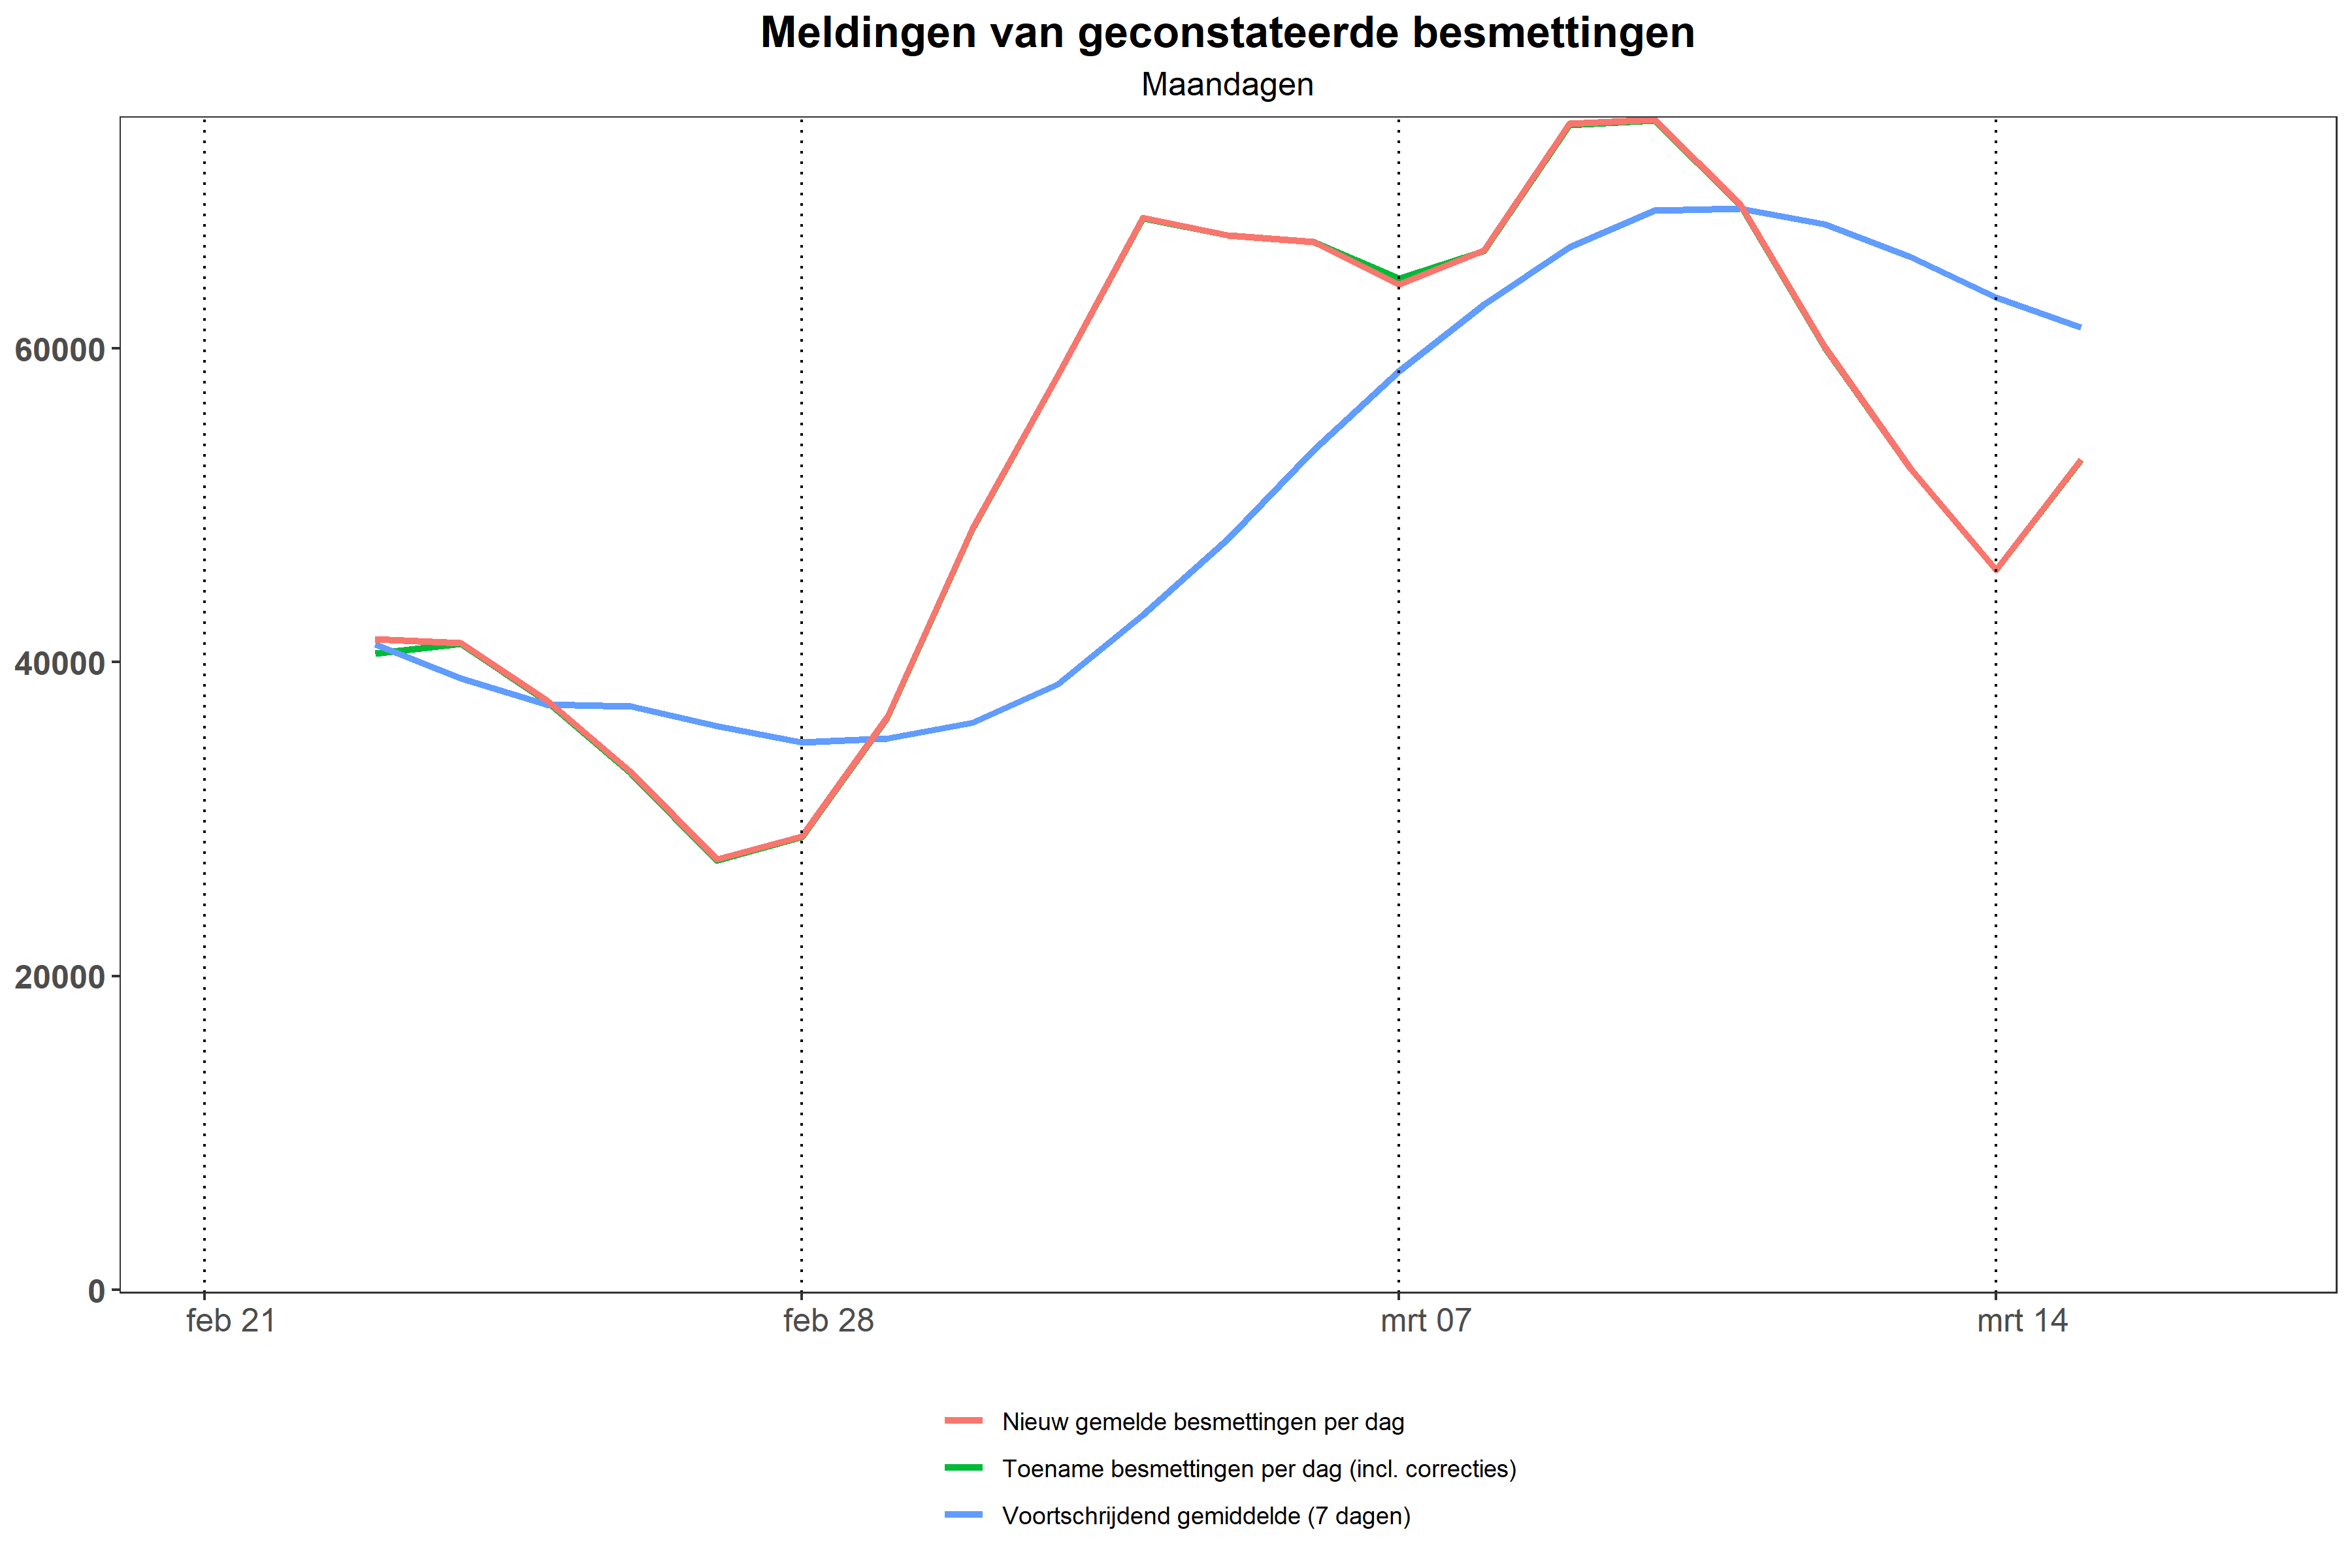 Meldingen van geconstateerde besmettingen
Maandagen
60000
40000
20000
0
feb 21
feb 28
mrt 07
mrt 14
Nieuw gemelde besmettingen per dag
Toename besmettingen per dag (incl. correcties)
Voortschrijdend gemiddelde (7 dagen)